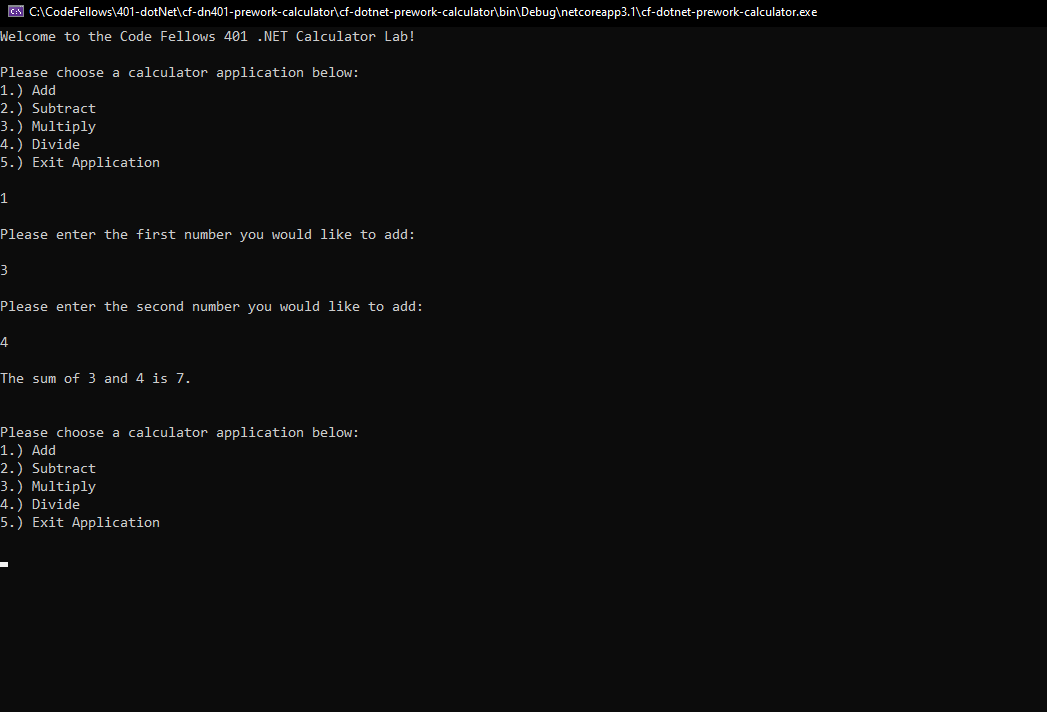 C:\CodeFellows\401-dotNet\cf-dn401-prework-calculator\cf-dotnet-prework-calculator\bin\Debug\netcoreapp3.1\cf-dotnet-prework-calculator.exe
Welcome to the Code Fellows 401 .NET Calculator Lab!
Please choose a calculator application below:
1.) Add
2.) Subtract
3.) Multiply
4.) Divide
5.) Exit Application
1
Please enter the first number you would like to add:
3
Please enter the second number you would like to add:
4
The sum of 3 and 4 is 7.
Please choose a calculator application below:
1.) Add
2.) Subtract
3.) Multiply
4.) Divide
5.) Exit Application